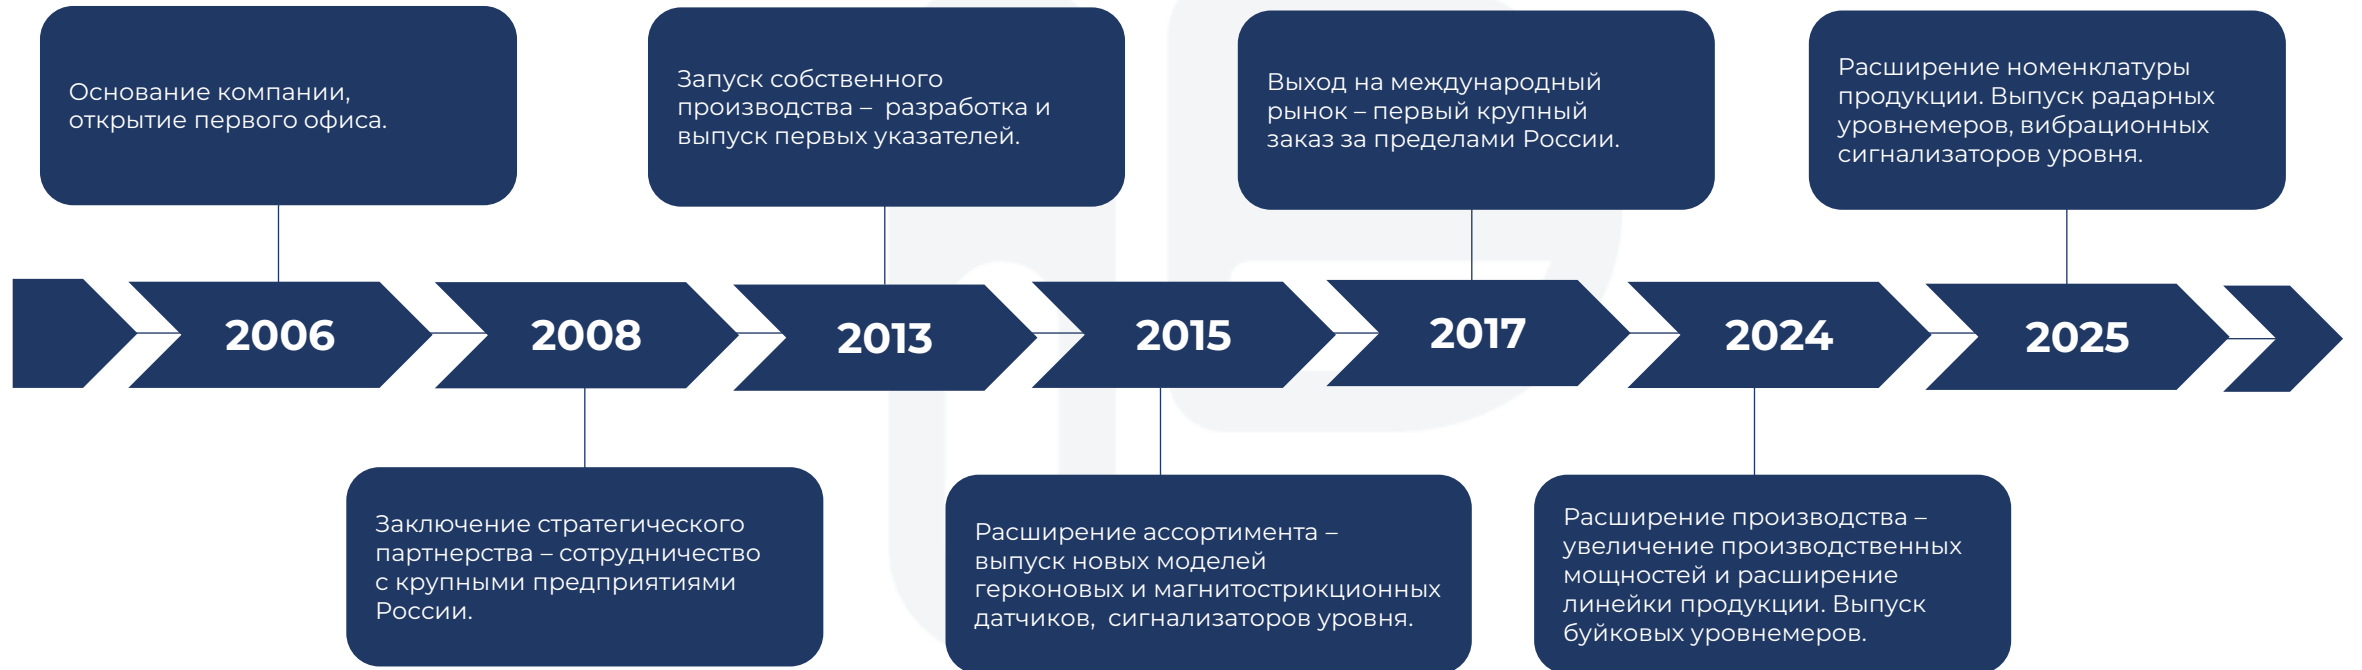 Основание компании,
открытие первого офиса.
Запуск собственного
производства – разработка и
выпуск первых указателей.
Выход на международный
рынок – первый крупный
заказ за пределами России.
Расширение номенклатуры
продукции. Выпуск радарных
уровнемеров, вибрационных
сигнализаторов уровня.
2006
2008
2013
2015
2017
2024
2025
Заключение стратегического
партнерства – сотрудничество
с крупными предприятиями
России.
Расширение ассортимента –
выпуск новых моделей
герконовых и магнитострикционных
датчиков, сигнализаторов уровня.
Расширение производства –
увеличение производственных
мощностей и расширение
линейки продукции. Выпуск
буйковых уровнемеров.